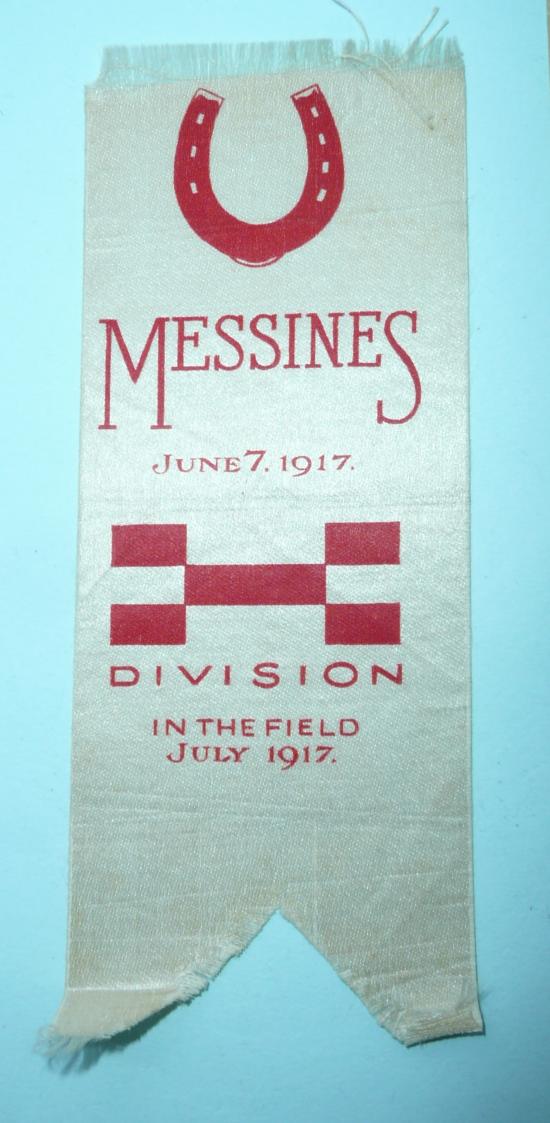 MESSINES
JUNE 7. 1917.
DIVISION
IN THE FIELD
JULY 1917.